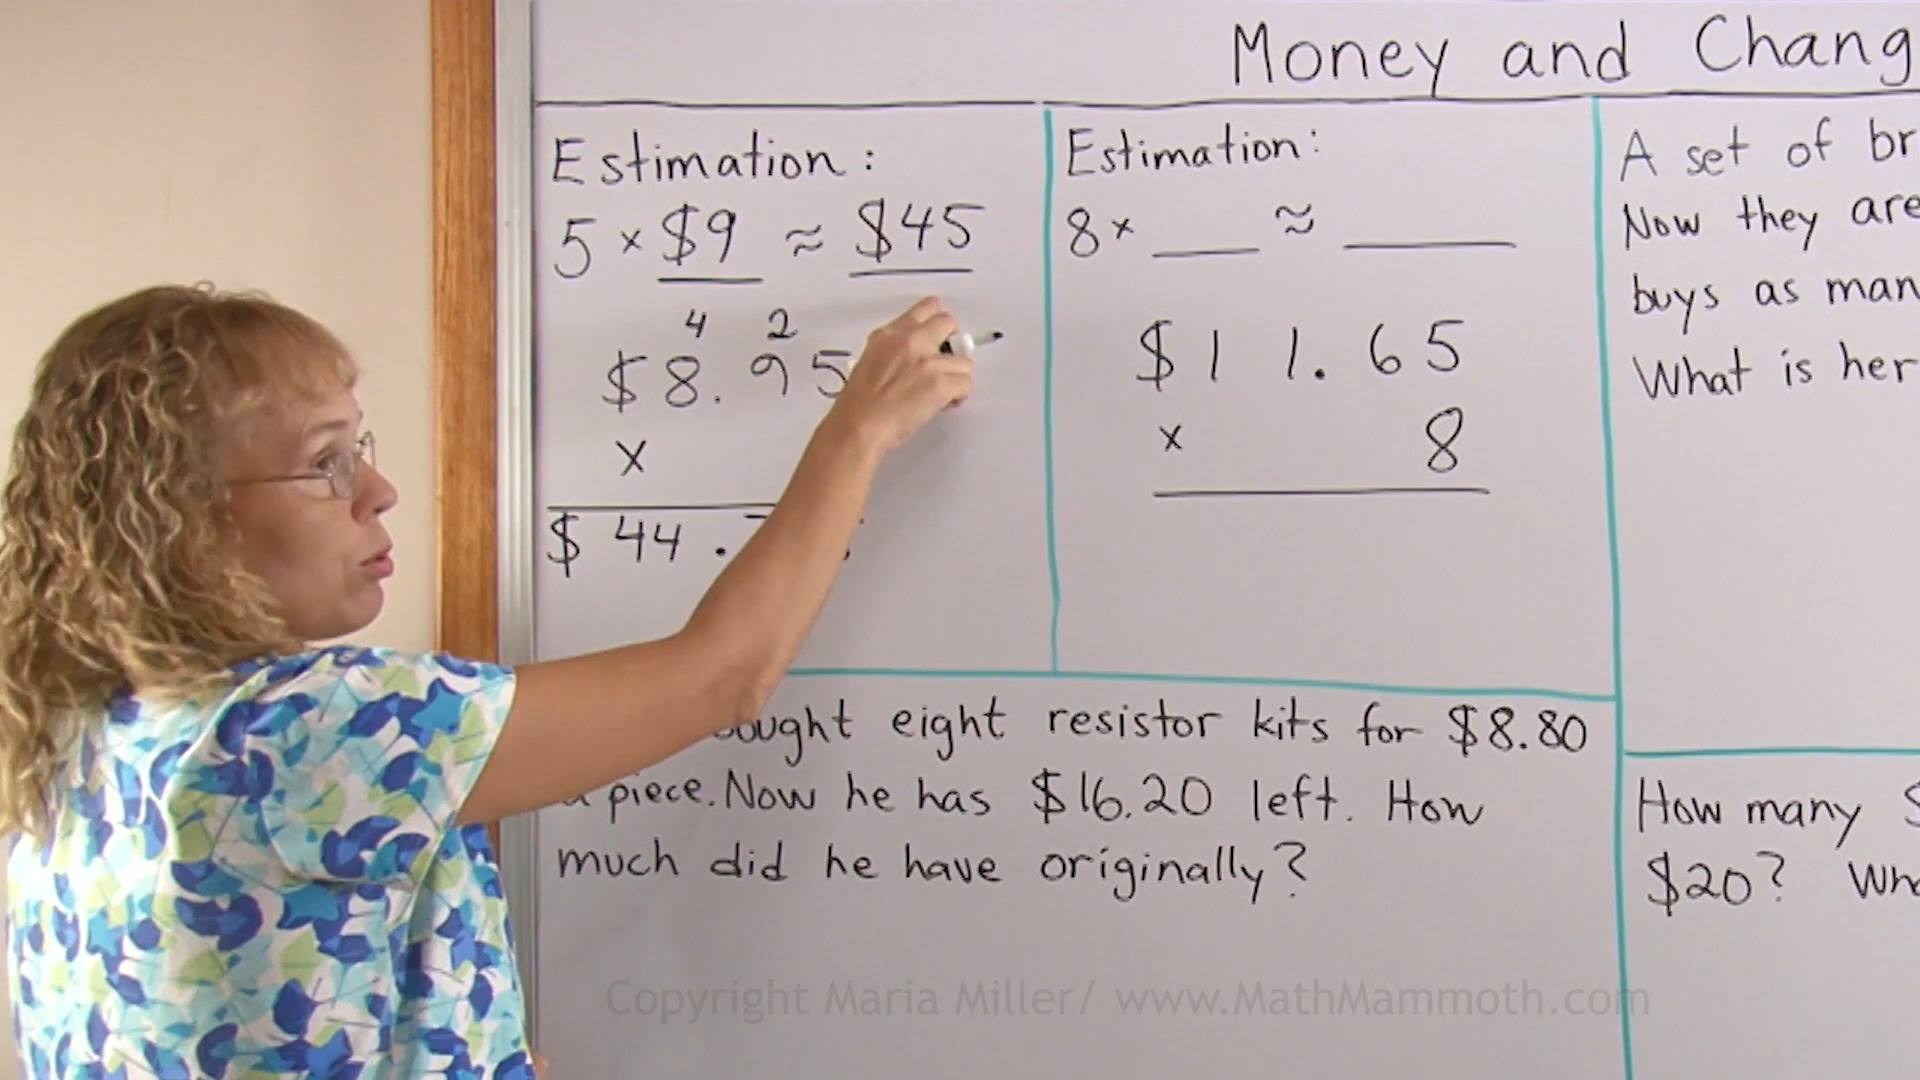 Money and Chang
Estimation:
5 × $9 ≈ $45
4 2
$8.95
×
$44.
Estimation:
8 × ___ ≈ ___
$11.65
× 8
A set of br
Now they are
buys as man
What is her
eight resistor kits for $8.80
piece. Now he has $16.20 left. How
much did he have originally?
How many $
$20? Wh
Copyright Maria Miller/ www.MathMammoth.com